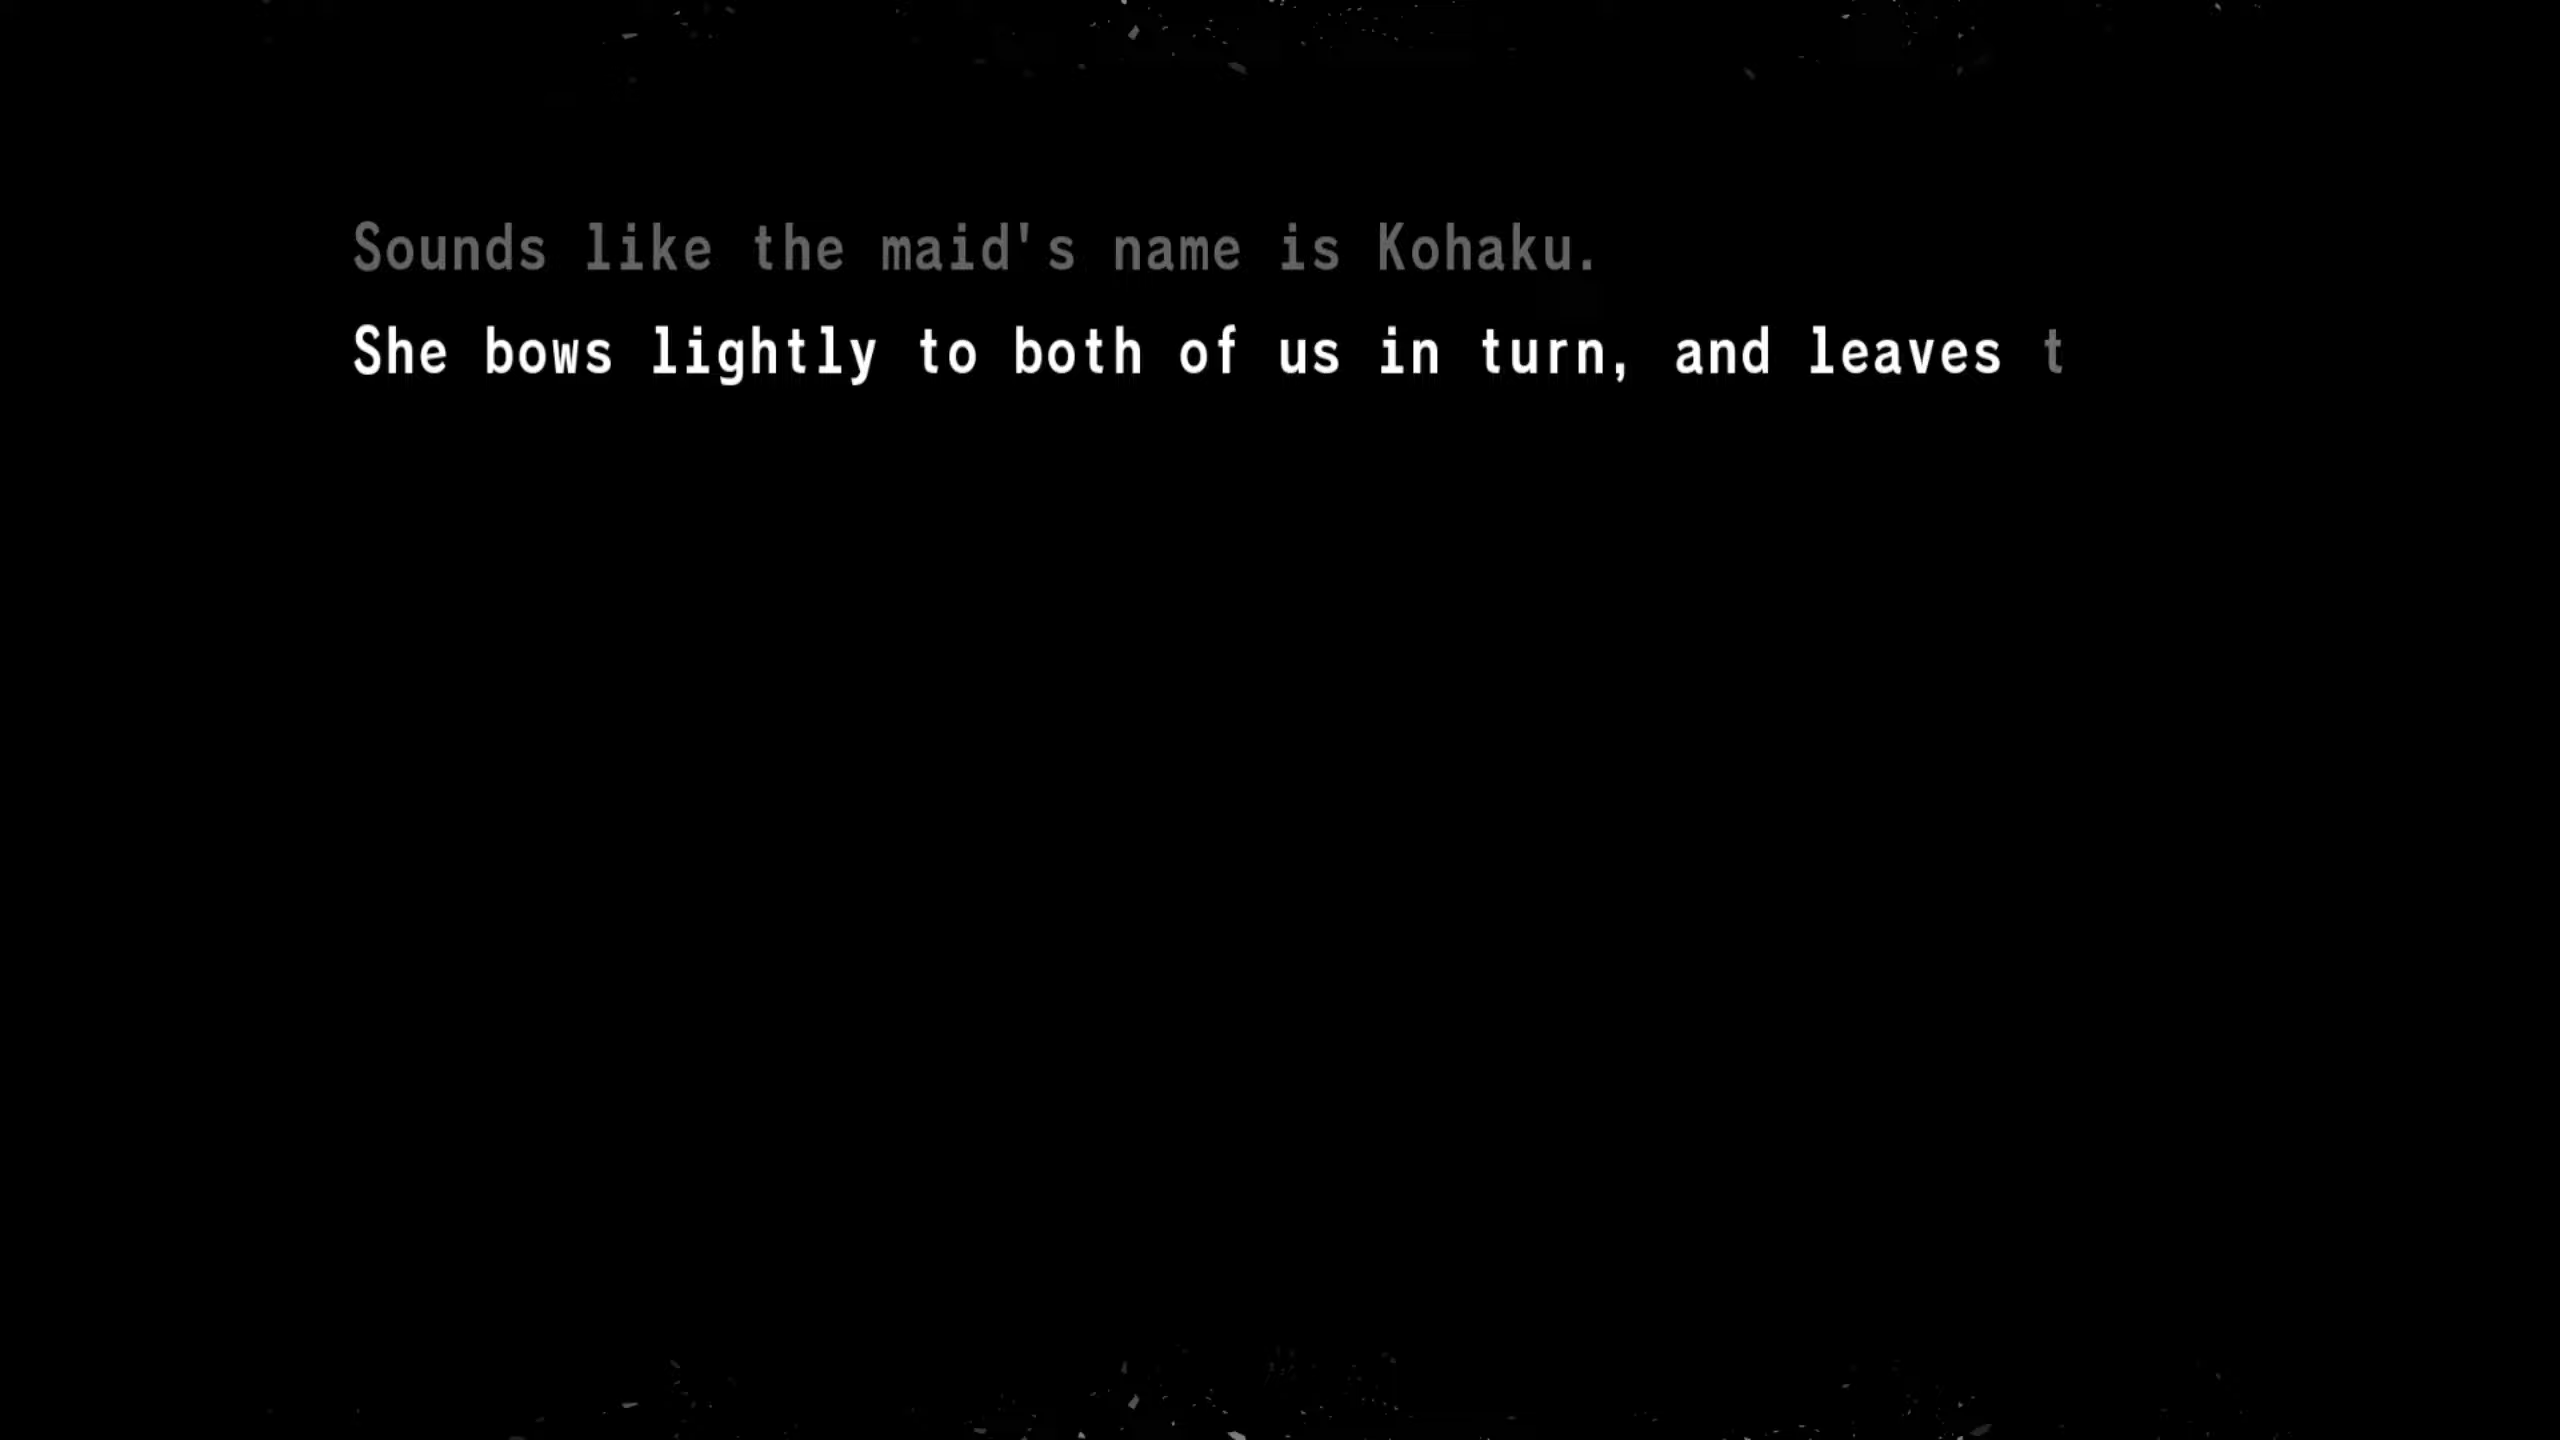 Sounds like the maid's name is Kohaku.
She bows lightly to both of us in turn, and leaves t